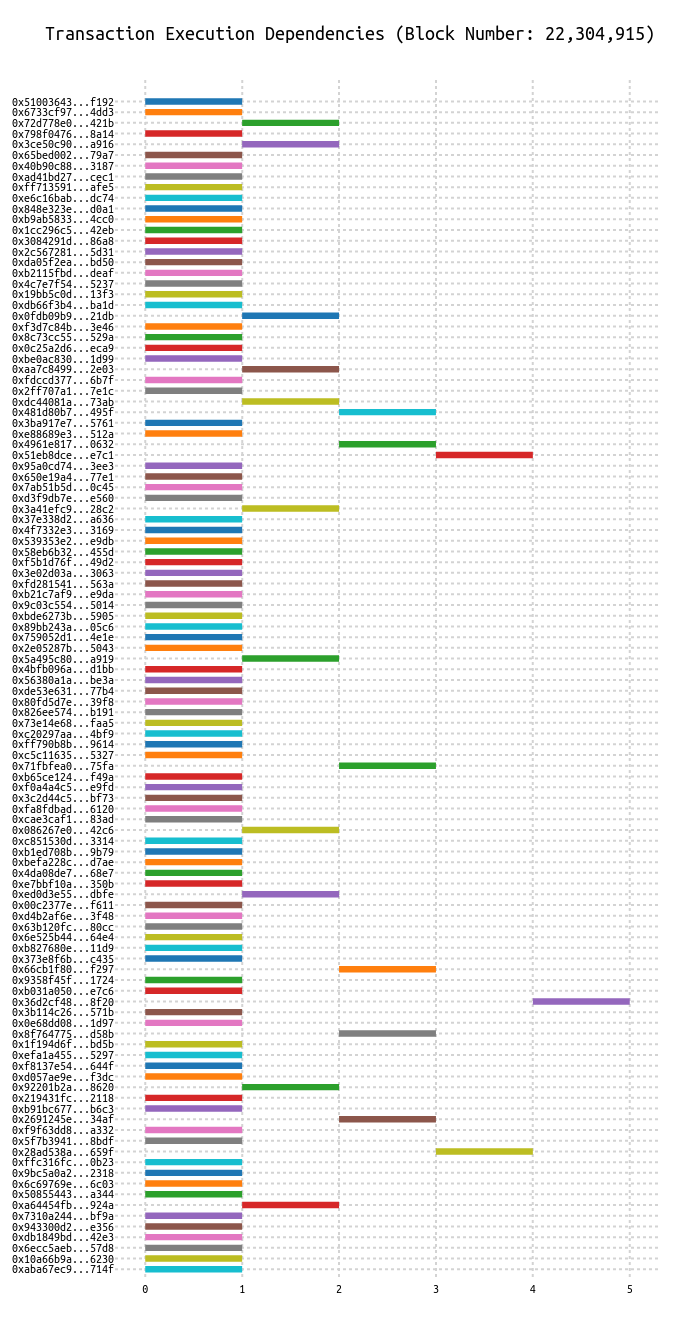 Transaction Execution Dependencies (Block Number: 22,304,915)
0x51003643...f192
0x6733cf97...4dd3
0x72d778e0...421b
0x798f0476...8a14
0x3ce50c90...a916
0x65bed002...79a7
0x40b90c88...3187
0xad41bd27...cec1
0xff713591...afe5
0xe6c16bab...dc74
0x848e323e...d0a1
0xb9ab5833...4cc0
0x1cc296c5...42eb
0x3084291d...86a8
0x2c567281...5d31
0xda05f2ea...bd50
0xb2115fbd...deaf
0x4c7e7f54...5237
0x19bb5c0d...13f3
0xdb66f3b4...ba1d
0x0fdb09b9...21db
0xf3d7c84b...3e46
0x8c73cc55...529a
0x0c25a2d6...eca9
0xbe0ac830...1d99
0xaa7c8499...2e03
0xfdccd377...6b7f
0x2ff707a1...7e1c
0xdc44081a...73ab
0x481d80b7...495f
0x3ba917e7...5761
0xe88689e3...512a
0x4961e817...0632
0x51eb8dce...e7c1
0x95a0cd74...3ee3
0x650e19a4...77e1
0x7ab51b5d...0c45
0xd3f9db7e...e560
0x3a41efc9...28c2
0x37e338d2...a636
0x4f7332e3...3169
0x539353e2...e9db
0x58eb6b32...455d
0xf5b1d76f...49d2
0x3e02d03a...3063
0xfd281541...563a
0xb21c7af9...e9da
0x9c03c554...5014
0xbde6273b...5905
0x89bb243a...05c6
0x759052d1...4e1e
0x2e05287b...5043
0x5a495c80...a919
0x4bfb096a...d1bb
0x56380a1a...be3a
0xde53e631...77b4
0x80fd5d7e...39f8
0x826ee574...b191
0x73e14e68...faa5
0xc20297aa...4bf9
0xff790b8b...9614
0xc5c11635...5327
0x71fbfea0...75fa
0xb65ce124...f49a
0xf0a4a4c5...e9fd
0x3c2d44c5...bf73
0xfa8fdbad...6120
0xcae3caf1...83ad
0x086267e0...42c6
0xc851530d...3314
0xb1ed708b...9b79
0xbefa228c...d7ae
0x4da08de7...68e7
0xe7bbf10a...350b
0xed0d3e55...dbfe
0x00c2377e...f611
0xd4b2af6e...3f48
0x63b120fc...80cc
0x6e525b44...64e4
0xb827680e...11d9
0x373e8f6b...c435
0x66cb1f80...f297
0x9358f45f...1724
0xb031a050...e7c6
0x36d2cf48...8f20
0x3b114c26...571b
0x0e68dd08...1d97
0x8f764775...d58b
0x1f194d6f...bd5b
0xefa1a455...5297
0xf8137e54...644f
0xd057ae9e...f3dc
0x92201b2a...8620
0x219431fc...2118
0xb91bc677...b6c3
0x2691245e...34af
0xf9f63dd8...a332
0x5f7b3941...8bdf
0x28ad538a...659f
0xffc316fc...0b23
0x9bc5a0a2...2318
0x6c69769e...6c03
0x50855443...a344
0xa64454fb...924a
0x7310a244...bf9a
0x943300d2...e356
0xdb1849bd...42e3
0x6ecc5aeb...57d8
0x10a66b9a...6230
0xaba67ec9...714f
0 1 2 3 4 5